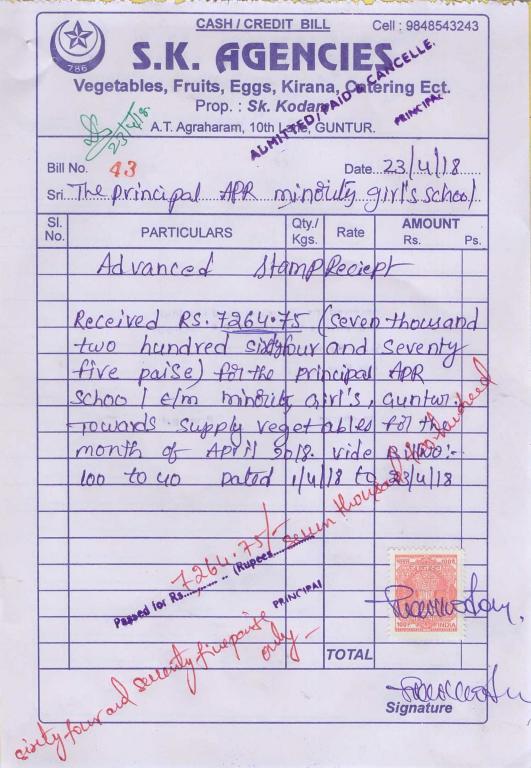 CASH / CREDIT BILL
Cell : 9848543243
786
S.K. AGENCIES
Vegetables, Fruits, Eggs, Kirana, Catering Ect.
Prop. : Sk. Kodam
A.T. Agraharam, 10th Line, GUNTUR.
23/4/18.
ADMITTED/PAID & CANCELLE.
PRINCIPAL
Bill No. 43
Date 23/4/18
Sri. The principal APR minority girl's school
Sl. No.
PARTICULARS
Qty./ Kgs.
Rate
AMOUNT
Rs. Ps.
Advanced Stamp Reciept
Received RS. 7264.75 (seven thousand
two hundred sixtyfour and seventy
five paise) for the principal APR
School E/m minority girl's, Guntur.
Towards supply vegetables for the
month of April 2018. vide Bill No:-
100 to 40 Dated 1/4/18 to 23/4/18
Passed for Rs. 7264.75/- (Rupees seven thousand two hundred
sixty four and seventy five paise
only -
PRINCIPAL
INDIA
TOTAL
Signature